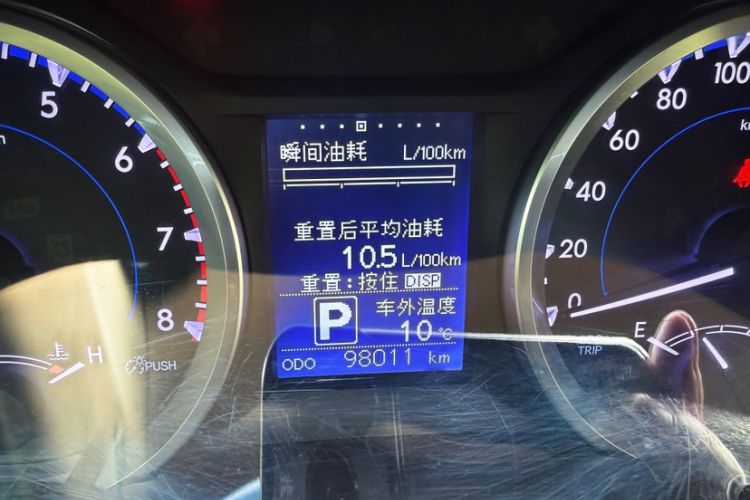 5
6
7
8
H
PUSH
瞬间油耗 L/100km
重置后平均油耗
10.5 L/100km
重置：按住 DISP
P
车外温度
10 ℃
ODO 98011 km
100
80
60
40
20
0
TRIP
E